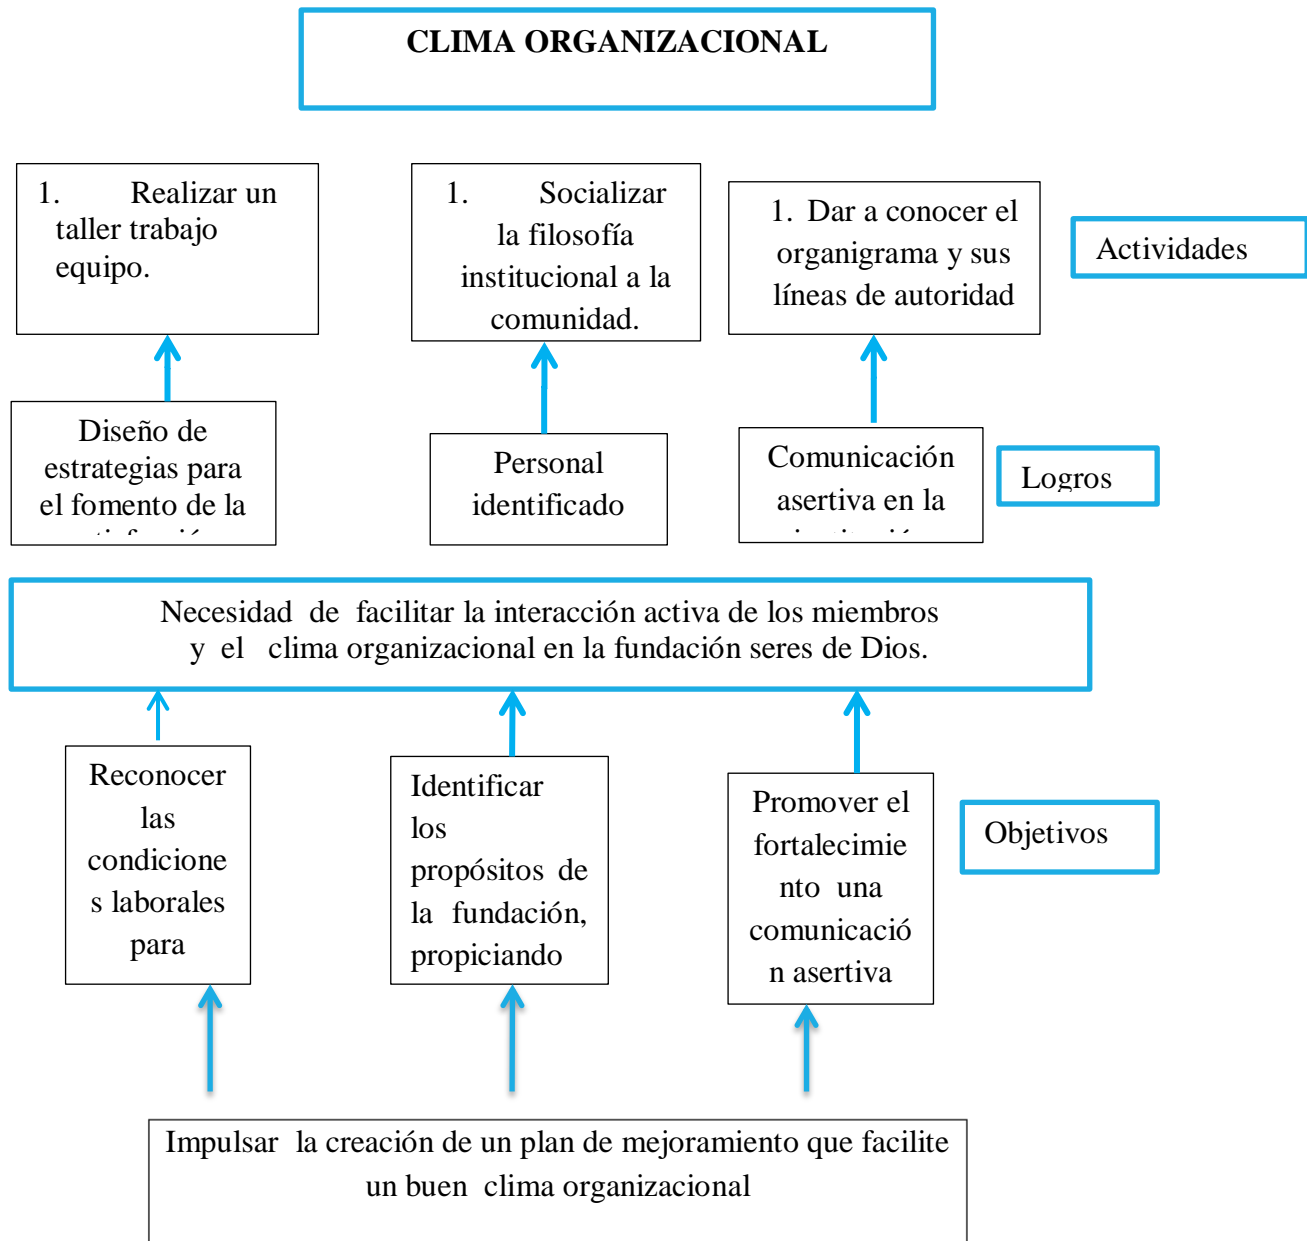 CLIMA ORGANIZACIONAL
1. Realizar un
taller trabajo
equipo.
1. Socializar
la filosofía
institucional a la
comunidad.
1. Dar a conocer el
organigrama y sus
líneas de autoridad
Actividades
Diseño de
estrategias para
el fomento de la
Personal
identificado
Comunicación
asertiva en la
Logros
Necesidad de facilitar la interacción activa de los miembros
y el clima organizacional en la fundación seres de Dios.
Reconocer
las
condicione
s laborales
para
Identificar
los
propósitos de
la fundación,
propiciando
Promover el
fortalecimie
nto una
comunicació
n asertiva
Objetivos
Impulsar la creación de un plan de mejoramiento que facilite
un buen clima organizacional